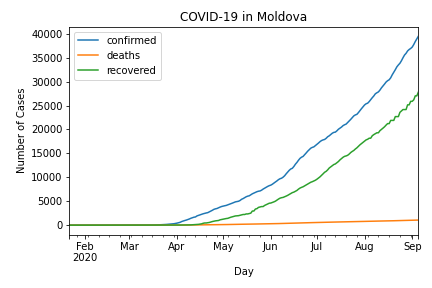 COVID-19 in Moldova
confirmed
deaths
recovered
Number of Cases
40000
35000
30000
25000
20000
15000
10000
5000
0
Feb Mar Apr May Jun Jul Aug Sep
2020
Day